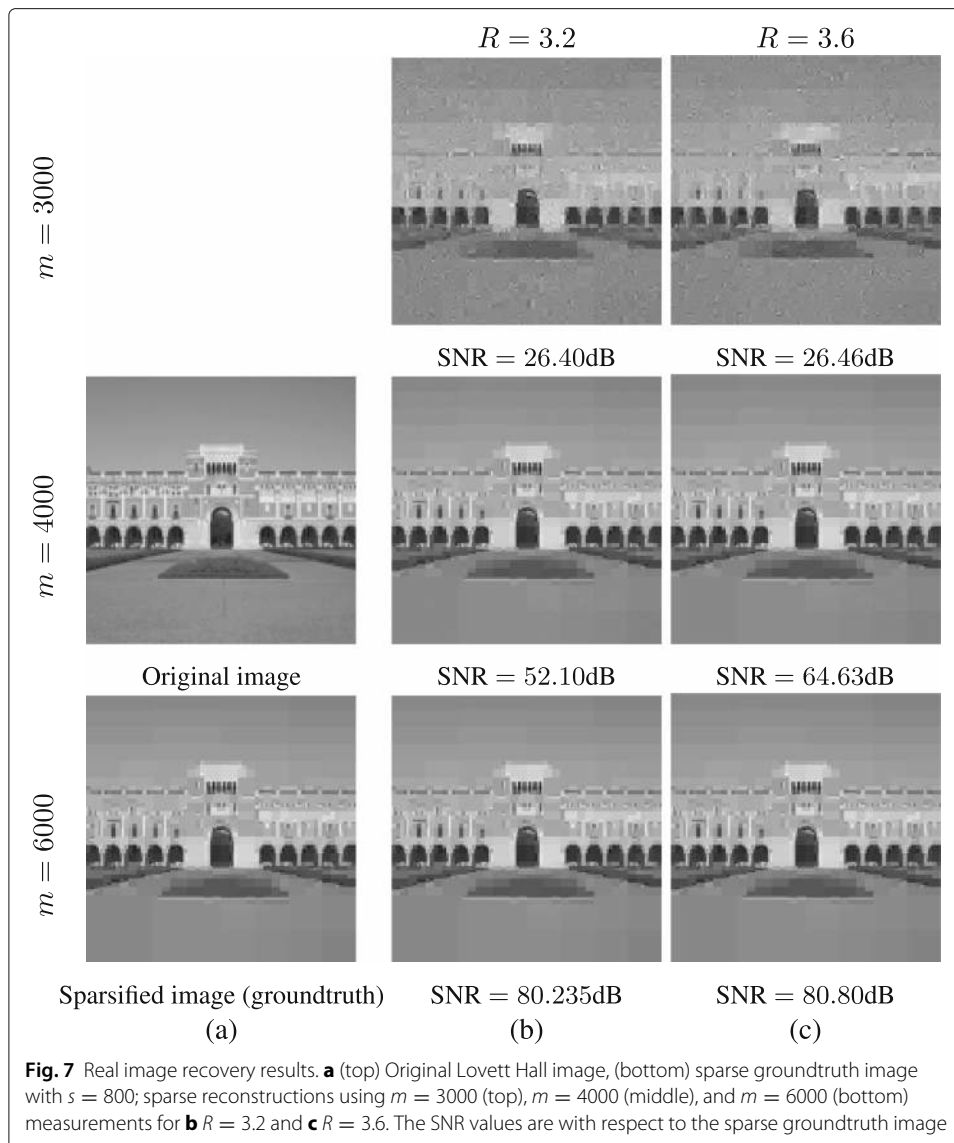 R = 3.2
R = 3.6
m = 3000
SNR = 26.40dB
SNR = 26.46dB
m = 4000
Original image
SNR = 52.10dB
SNR = 64.63dB
m = 6000
Sparsified image (groundtruth)
SNR = 80.235dB
SNR = 80.80dB
(a)
(b)
(c)
Fig. 7 Real image recovery results. a (top) Original Lovett Hall image, (bottom) sparse groundtruth image
with s = 800; sparse reconstructions using m = 3000 (top), m = 4000 (middle), and m = 6000 (bottom)
measurements for b R = 3.2 and c R = 3.6. The SNR values are with respect to the sparse groundtruth image